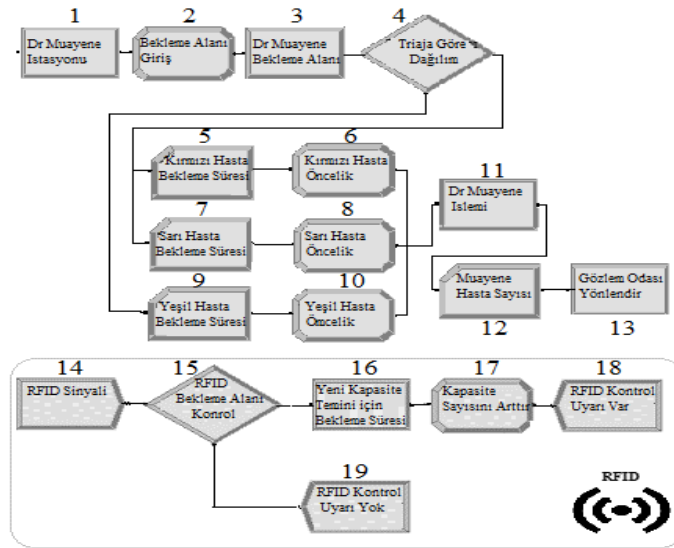 1
2
3
4
Dr Muayene
Istasyonu
Bekleme Alanı
Giriş
Dr Muayene
Bekleme Alanı
Triaja Göre
Dağılım
5
6
Kırmızı Hasta
Bekleme Süresi
Kırmızı Hasta
Öncelik
11
Dr Muayene
Islemi
7
8
Sarı Hasta
Bekleme Süresi
Sarı Hasta
Öncelik
9
10
Yeşil Hasta
Bekleme Süresi
Yeşil Hasta
Öncelik
Muayene
Hasta Sayısı
Gözlem Odası
Yönlendir
12
13
14
15
16
17
18
RFID Sinyali
RFID
Bekleme Alanı
Konrol
Yeni Kapasite
Temini için
Bekleme Süresi
Kapasite
Sayısını Arttır
RFID Kontrol
Uyarı Var
19
RFID Kontrol
Uyarı Yok
RFID